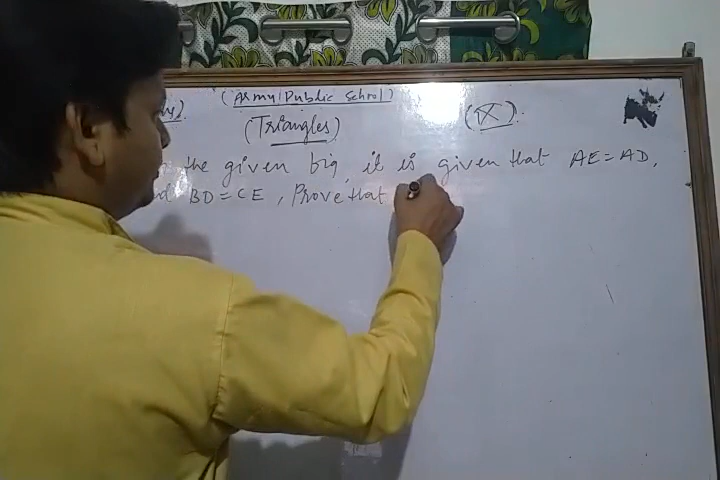 (Army Public School)
(Triangles)
(IX).
the given fig, it is given that AE = AD,
BD = CE, Prove that